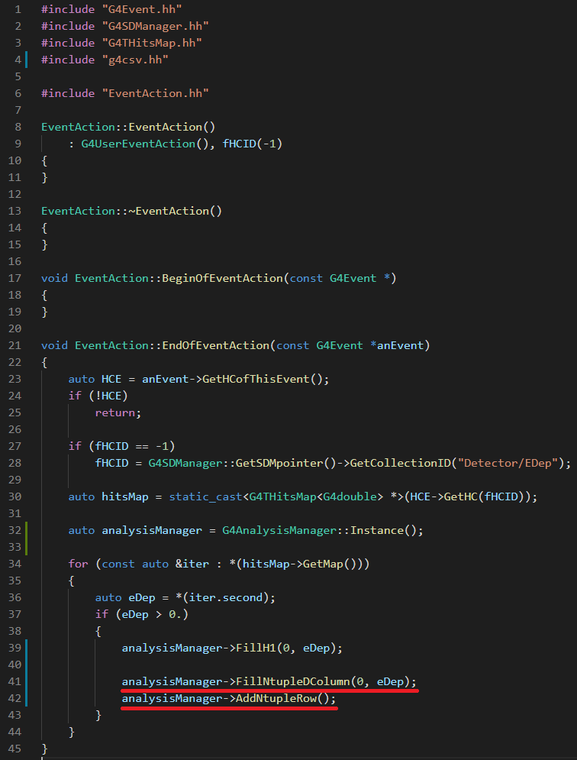 1 #include "G4Event.hh"
2 #include "G4SDManager.hh"
3 #include "G4THitsMap.hh"
4 #include "g4csv.hh"
5
6 #include "EventAction.hh"
7
8 EventAction::EventAction()
9     : G4UserEventAction(), fHCID(-1)
10 {
11 }
12
13 EventAction::~EventAction()
14 {
15 }
16
17 void EventAction::BeginOfEventAction(const G4Event *)
18 {
19 }
20
21 void EventAction::EndOfEventAction(const G4Event *anEvent)
22 {
23     auto HCE = anEvent->GetHCofThisEvent();
24     if (!HCE)
25         return;
26
27     if (fHCID == -1)
28         fHCID = G4SDManager::GetSDMpointer()->GetCollectionID("Detector/EDep");
29
30     auto hitsMap = static_cast<G4THitsMap<G4double> *>(HCE->GetHC(fHCID));
31
32     auto analysisManager = G4AnalysisManager::Instance();
33
34     for (const auto &iter : *(hitsMap->GetMap()))
35     {
36         auto eDep = *(iter.second);
37         if (eDep > 0.)
38         {
39             analysisManager->FillH1(0, eDep);
40
41             analysisManager->FillNtupleDColumn(0, eDep);
42             analysisManager->AddNtupleRow();
43         }
44     }
45 }